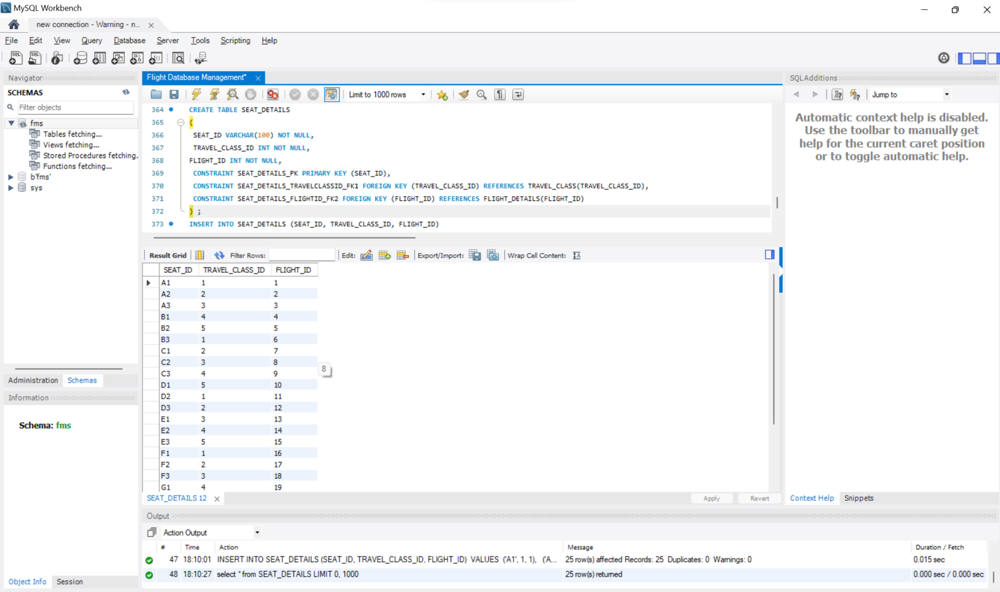 MySQL Workbench
new connection - Warning - n... ×
File Edit View Query Database Server Tools Scripting Help
Navigator
SCHEMAS
Filter objects
fms
Tables fetching...
Views fetching...
Stored Procedures fetching.
Functions fetching...
b'fms'
sys
Administration Schemas
Information
Schema: fms
Object Info Session
Flight Database Management* ×
Limit to 1000 rows
364 CREATE TABLE SEAT_DETAILS
365 (
366 SEAT_ID VARCHAR(100) NOT NULL,
367 TRAVEL_CLASS_ID INT NOT NULL,
368 FLIGHT_ID INT NOT NULL,
369 CONSTRAINT SEAT_DETAILS_PK PRIMARY KEY (SEAT_ID),
370 CONSTRAINT SEAT_DETAILS_TRAVELCLASSID_FK1 FOREIGN KEY (TRAVEL_CLASS_ID) REFERENCES TRAVEL_CLASS(TRAVEL_CLASS_ID),
371 CONSTRAINT SEAT_DETAILS_FLIGHTID_FK2 FOREIGN KEY (FLIGHT_ID) REFERENCES FLIGHT_DETAILS(FLIGHT_ID)
372 ) ;
373 INSERT INTO SEAT_DETAILS (SEAT_ID, TRAVEL_CLASS_ID, FLIGHT_ID)
Result Grid Filter Rows: Edit: Export/Import: Wrap Cell Content:
SEAT_ID TRAVEL_CLASS_ID FLIGHT_ID
A1 1 1
A2 2 2
A3 3 3
B1 4 4
B2 5 5
B3 1 6
C1 2 7
C2 3 8
8
C3 4 9
D1 5 10
D2 1 11
D3 2 12
E1 3 13
E2 4 14
E3 5 15
F1 1 16
F2 2 17
F3 3 18
G1 4 19
SEAT_DETAILS 12 × Apply Revert
SQLAdditions
Jump to
Automatic context help is disabled.
Use the toolbar to manually get
help for the current caret position
or to toggle automatic help.
Context Help Snippets
Output
Action Output
# Time Action Message Duration / Fetch
47 18:10:01 INSERT INTO SEAT_DETAILS (SEAT_ID, TRAVEL_CLASS_ID, FLIGHT_ID) VALUES ('A1', 1, 1), ('A... 25 row(s) affected Records: 25 Duplicates: 0 Warnings: 0 0.015 sec
48 18:10:27 select * from SEAT_DETAILS LIMIT 0, 1000 25 row(s) returned 0.000 sec / 0.000 sec